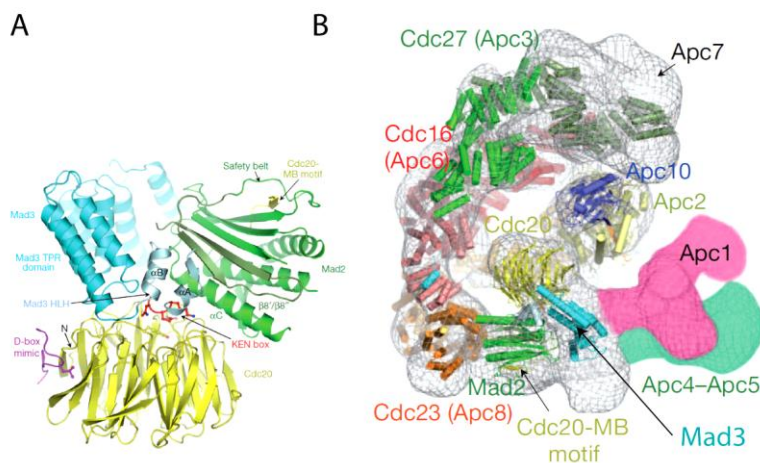 A
B
Safety belt
Cdc20-
MB motif
Mad3
Mad3 TPR
domain
αB
αA
Mad2
Mad3 HLH
αC
β8'/β8"
KEN box
D-box
mimic
N
Cdc20
Cdc27 (Apc3)
Apc7
Cdc16
(Apc6)
Apc10
Apc2
Cdc20
Apc1
Mad2
Apc4–Apc5
Cdc23 (Apc8)
Cdc20-MB
motif
Mad3